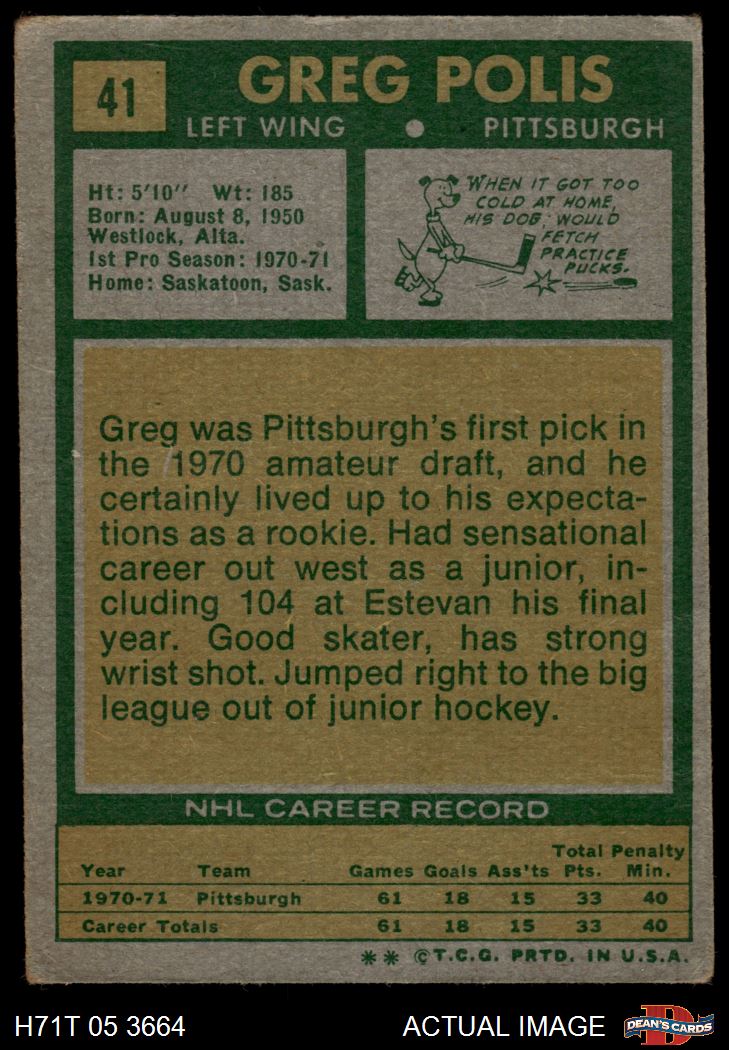 41
GREG POLIS
LEFT WING ● PITTSBURGH
Ht: 5'10'' Wt: 185
Born: August 8, 1950
Westlock, Alta.
1st Pro Season: 1970-71
Home: Saskatoon, Sask.
WHEN IT GOT TOO
COLD AT HOME,
HIS DOG, WOULD
FETCH
PRACTICE
PUCKS.
Greg was Pittsburgh's first pick in
the 1970 amateur draft, and he
certainly lived up to his expecta-
tions as a rookie. Had sensational
career out west as a junior, in-
cluding 104 at Estevan his final
year. Good skater, has strong
wrist shot. Jumped right to the big
league out of junior hockey.
NHL CAREER RECORD
Total Penalty
Year Team Games Goals Ass'ts Pts. Min.
1970-71 Pittsburgh 61 18 15 33 40
Career Totals 61 18 15 33 40
** ©T.C.G. PRTD. IN U.S.A.
H71T 05 3664 ACTUAL IMAGE D DEAN'S CARDS